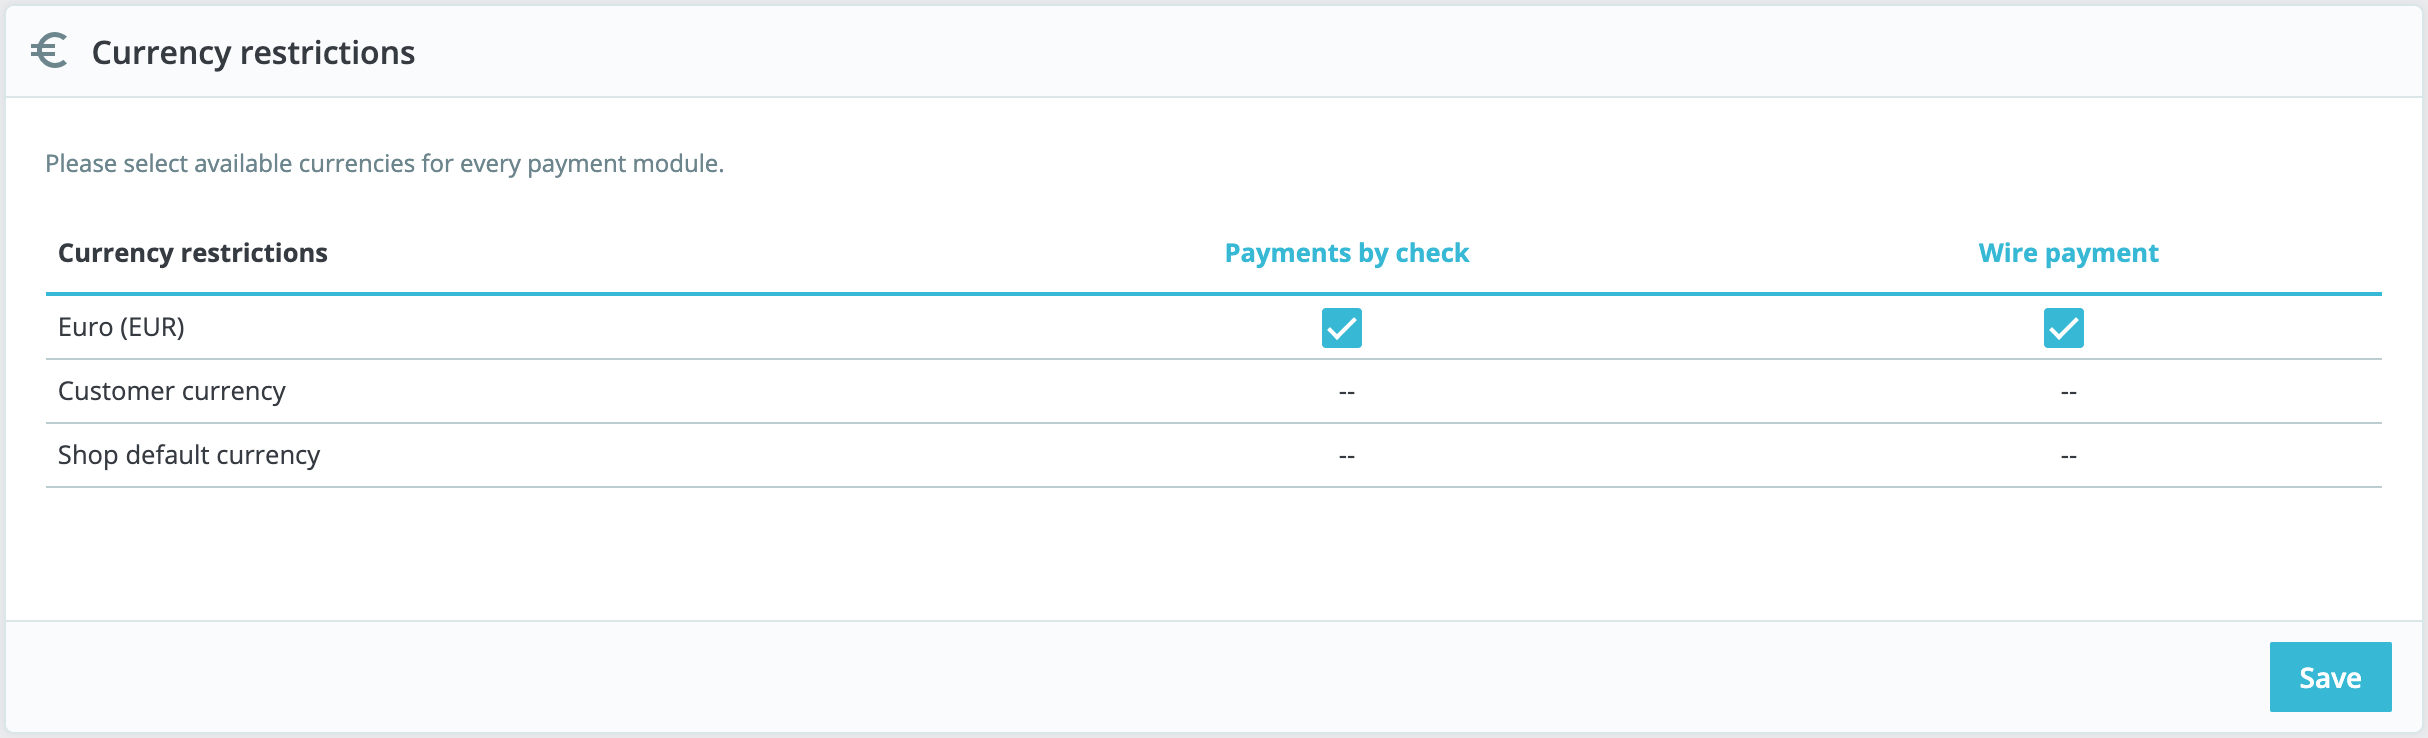 Currency restrictions
Please select available currencies for every payment module.
Currency restrictions Payments by check Wire payment
Euro (EUR)
Customer currency -- --
Shop default currency -- --
Save